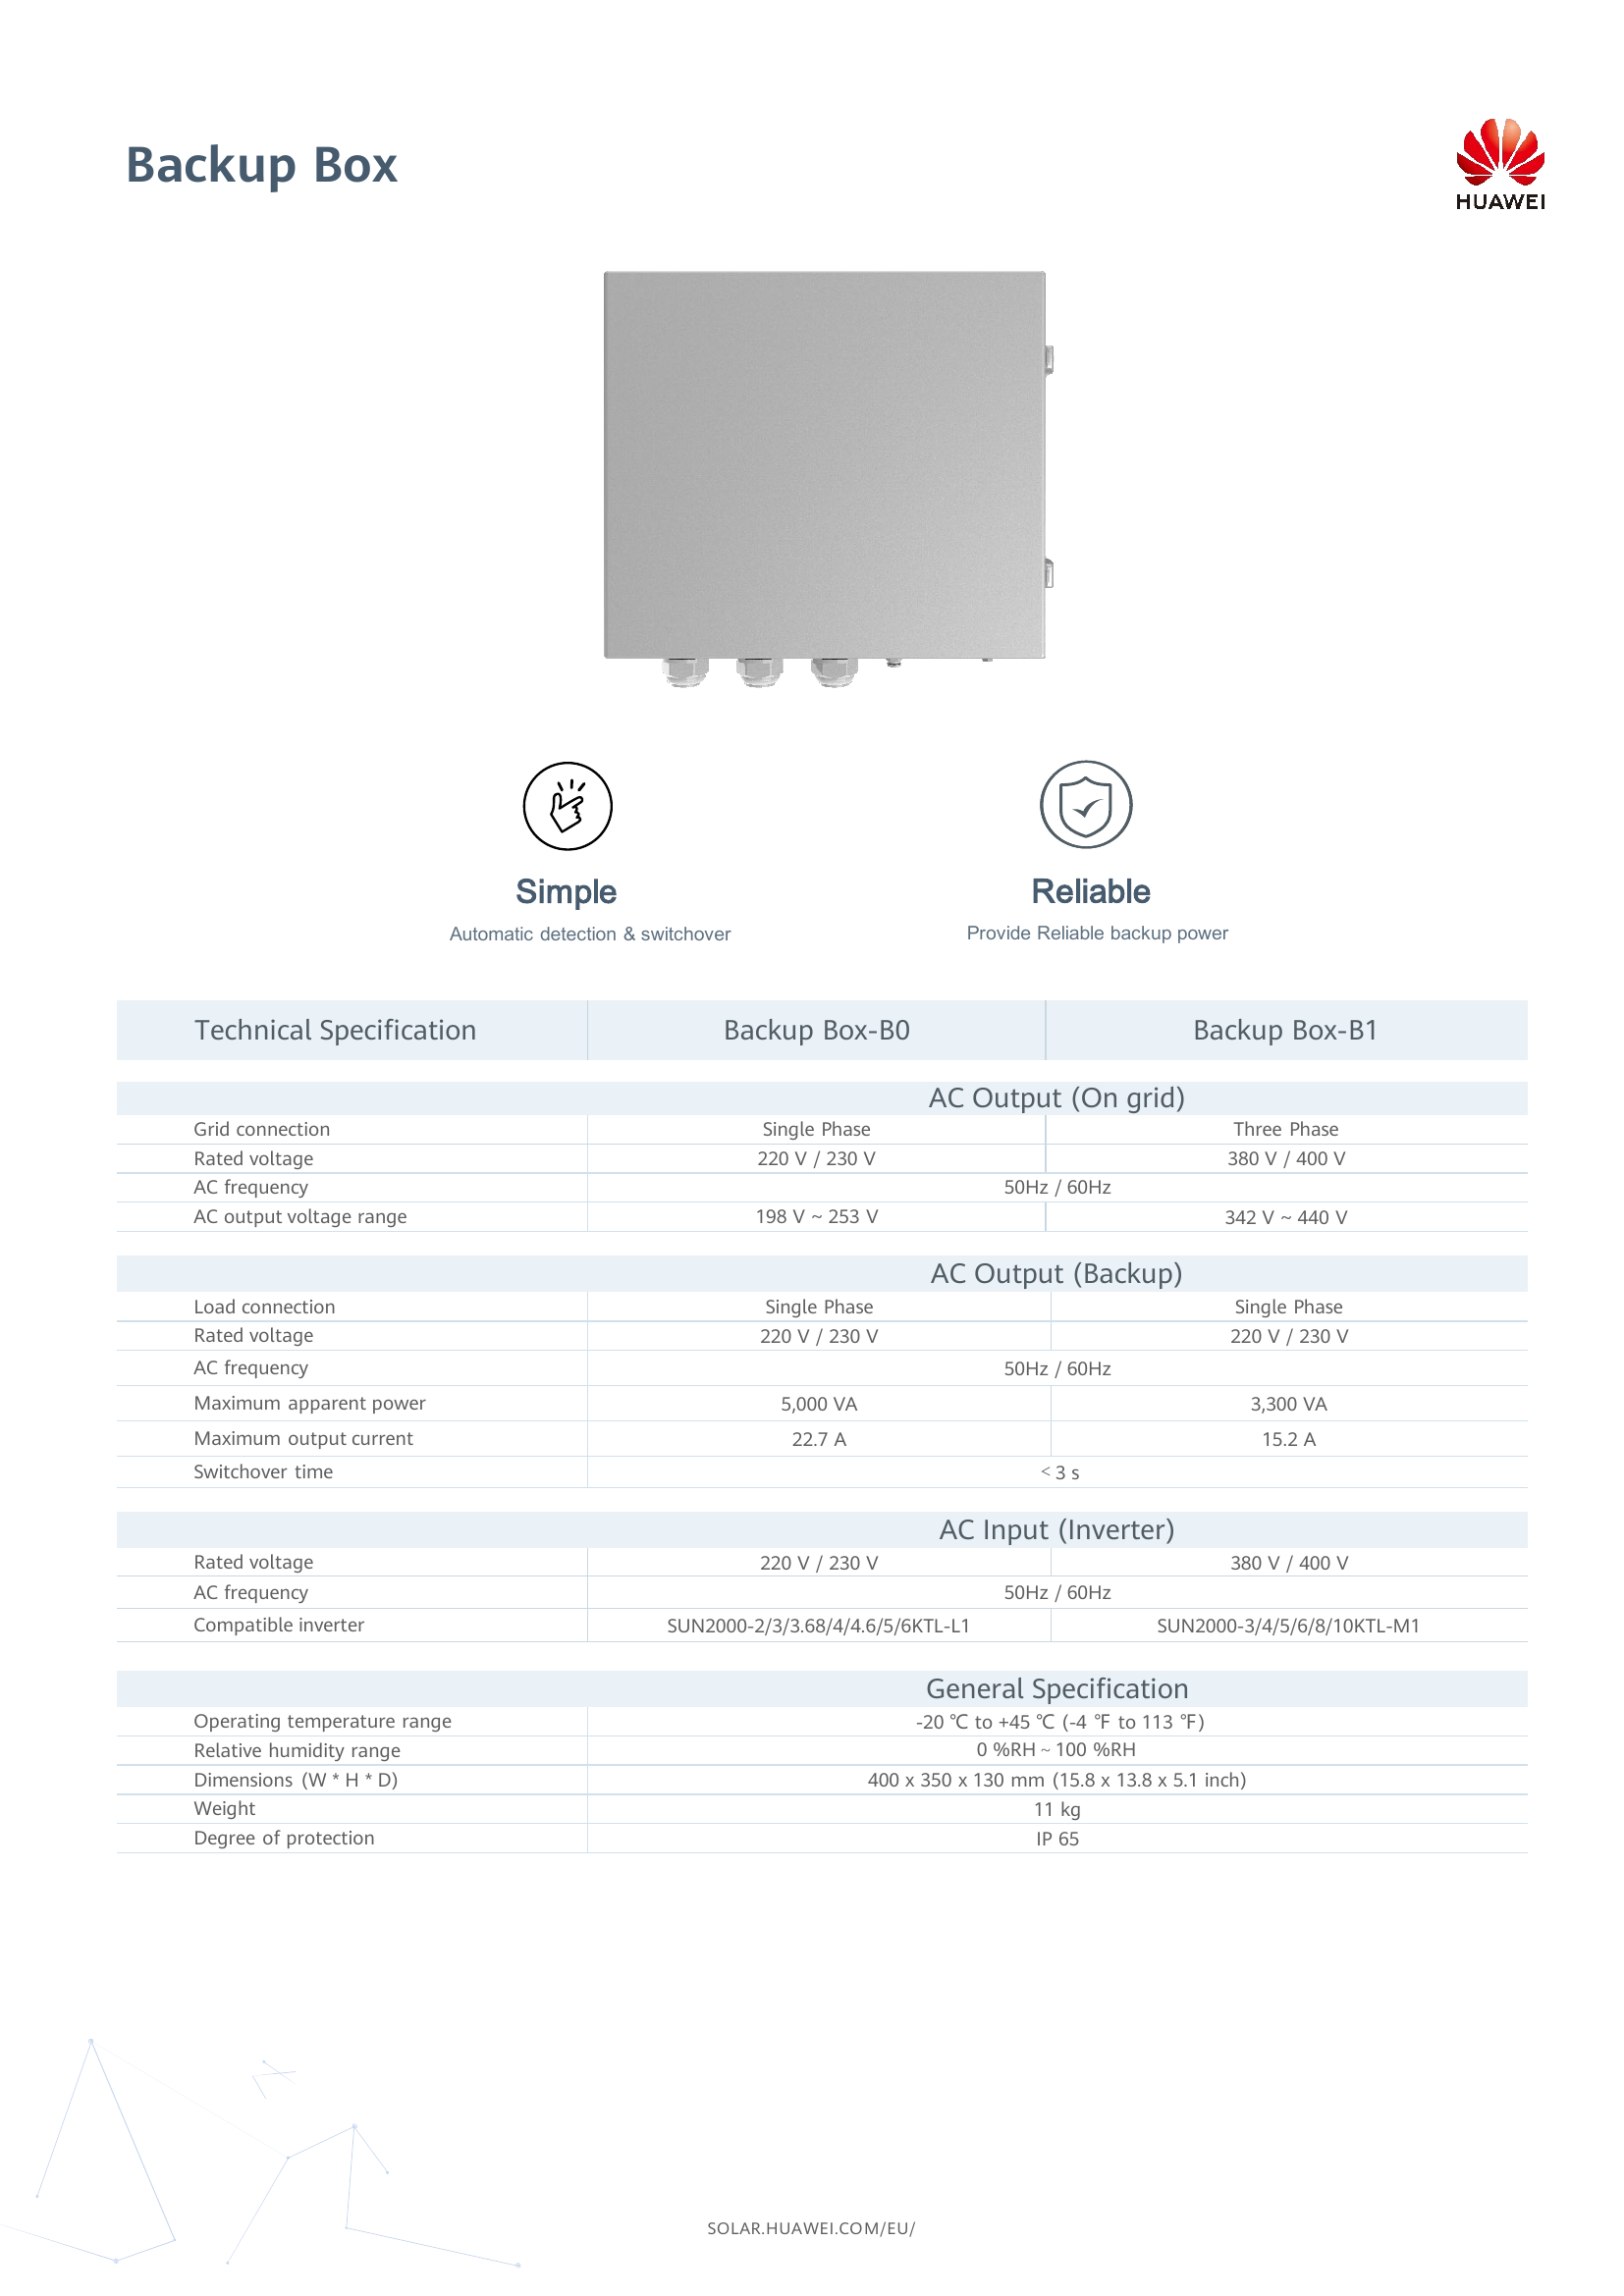 Backup Box
HUAWEI
Simple
Automatic detection & switchover
Reliable
Provide Reliable backup power
Technical Specification Backup Box-B0 Backup Box-B1
AC Output (On grid)
Grid connection Single Phase Three Phase
Rated voltage 220 V / 230 V 380 V / 400 V
AC frequency 50Hz / 60Hz
AC output voltage range 198 V ~ 253 V 342 V ~ 440 V
AC Output (Backup)
Load connection Single Phase Single Phase
Rated voltage 220 V / 230 V 220 V / 230 V
AC frequency 50Hz / 60Hz
Maximum apparent power 5,000 VA 3,300 VA
Maximum output current 22.7 A 15.2 A
Switchover time < 3 s
AC Input (Inverter)
Rated voltage 220 V / 230 V 380 V / 400 V
AC frequency 50Hz / 60Hz
Compatible inverter SUN2000-2/3/3.68/4/4.6/5/6KTL-L1 SUN2000-3/4/5/6/8/10KTL-M1
General Specification
Operating temperature range -20 ℃ to +45 ℃ (-4 ℉ to 113 ℉)
Relative humidity range 0 %RH ~ 100 %RH
Dimensions (W * H * D) 400 x 350 x 130 mm (15.8 x 13.8 x 5.1 inch)
Weight 11 kg
Degree of protection IP 65
SOLAR.HUAWEI.COM/EU/